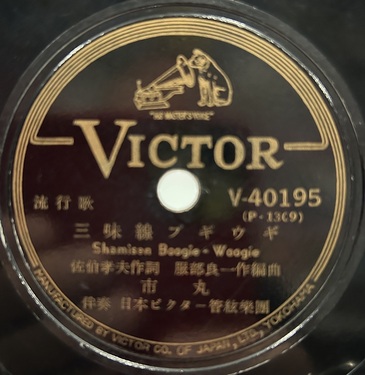 "HIS MASTER'S VOICE"
VICTOR
流行歌
V-40195
(P・1369)
三味線ブギウギ
Shamisen Boogie・Woogie
佐伯孝夫作詞 服部良一作編曲
市丸
伴奏 日本ビクター管絃樂團
MANUFACTURED BY VICTOR CO. OF JAPAN, LTD., YOKOHAMA